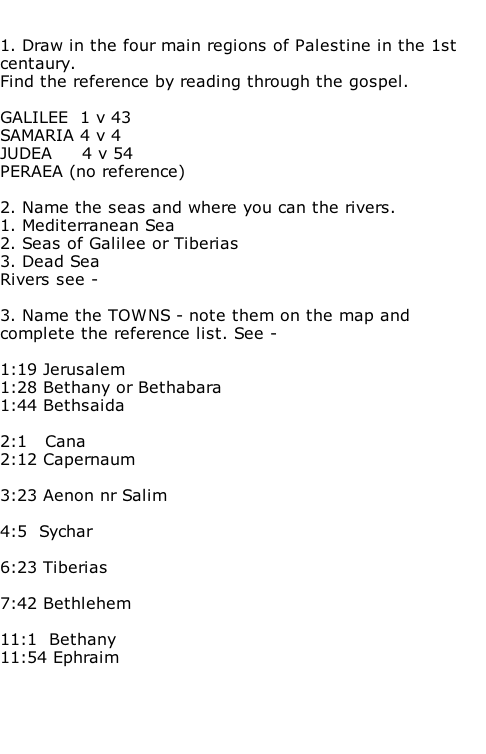 1. Draw in the four main regions of Palestine in the 1st
centaury.
Find the reference by reading through the gospel.
GALILEE  1 v 43
SAMARIA 4 v 4
JUDEA      4 v 54
PERAEA (no reference)
2. Name the seas and where you can the rivers.
1. Mediterranean Sea
2. Seas of Galilee or Tiberias
3. Dead Sea
Rivers see -
3. Name the TOWNS - note them on the map and
complete the reference list. See -
1:19 Jerusalem
1:28 Bethany or Bethabara
1:44 Bethsaida
2:1   Cana
2:12 Capernaum
3:23 Aenon nr Salim
4:5  Sychar
6:23 Tiberias
7:42 Bethlehem
11:1  Bethany
11:54 Ephraim